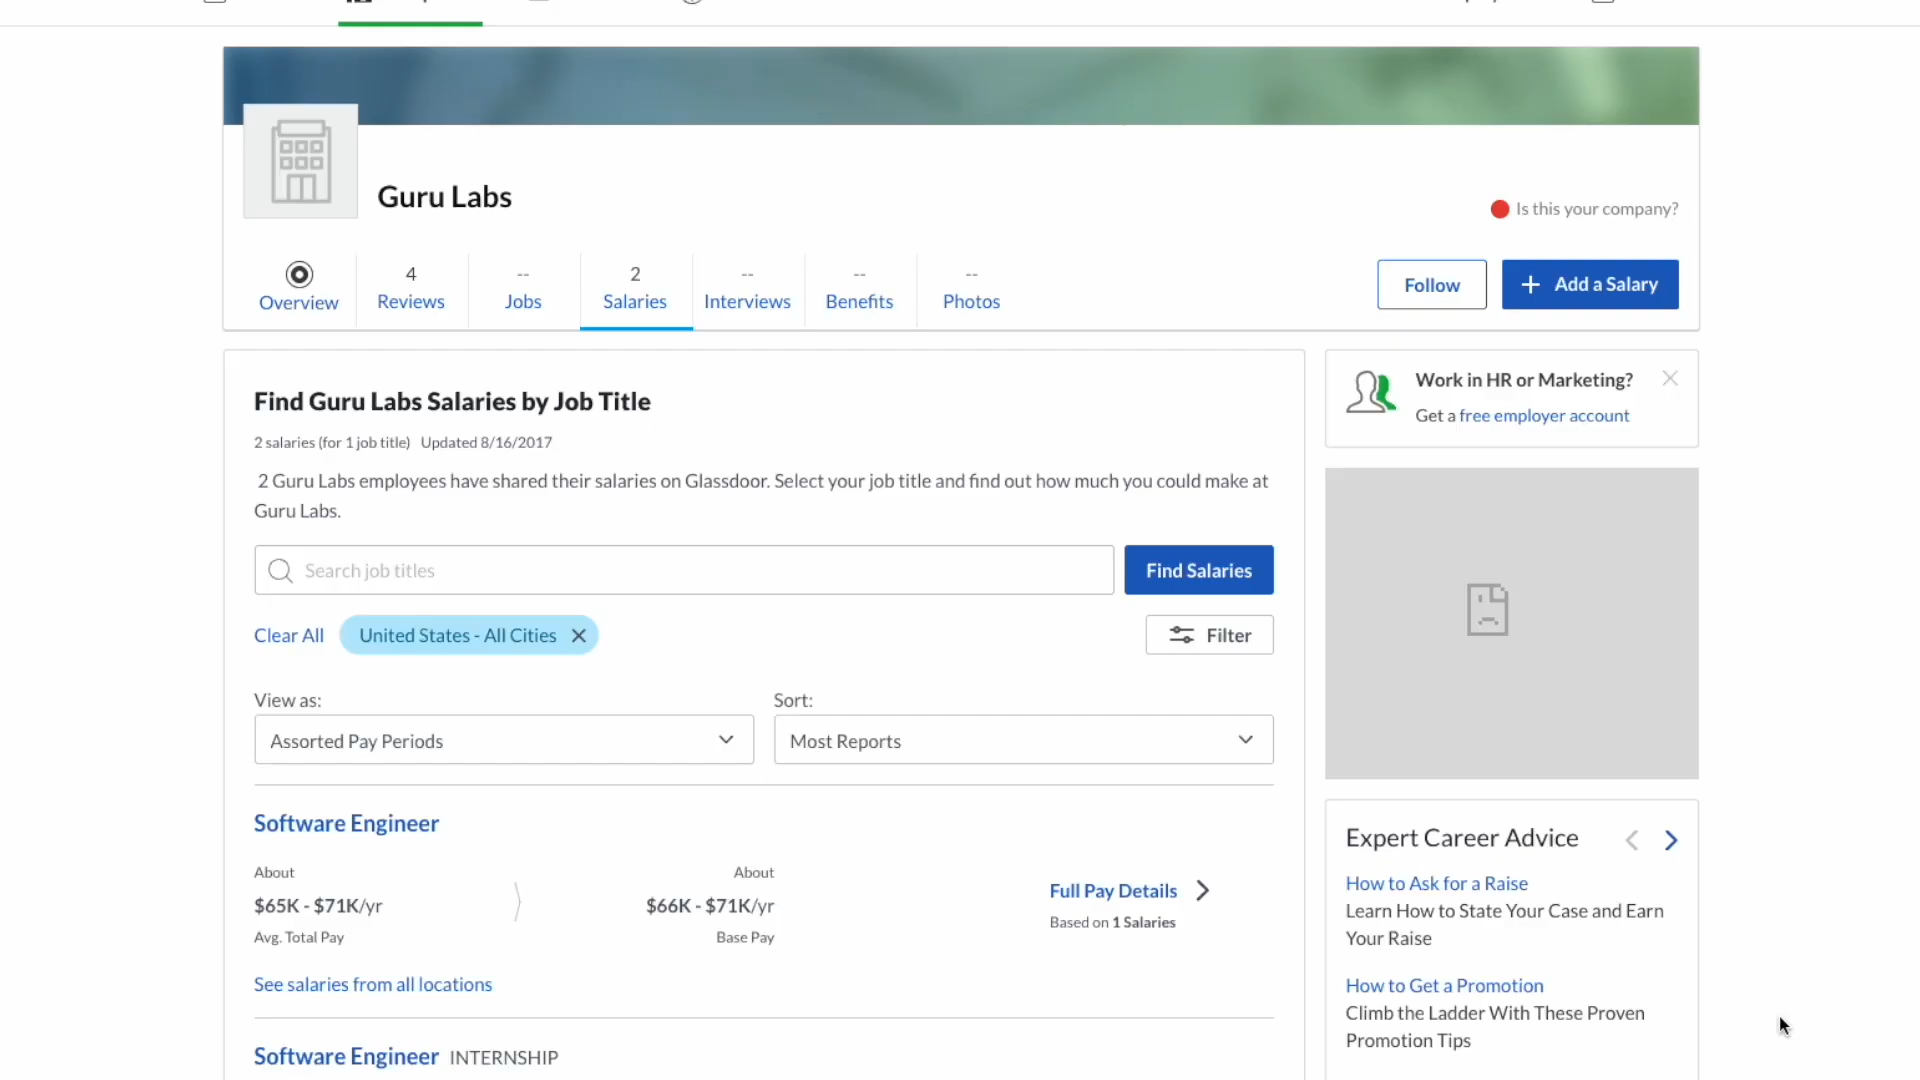 Guru Labs
Is this your company?
Overview
4
Reviews
--
Jobs
2
Salaries
--
Interviews
--
Benefits
--
Photos
Follow
+ Add a Salary
Find Guru Labs Salaries by Job Title
2 salaries (for 1 job title) Updated 8/16/2017
2 Guru Labs employees have shared their salaries on Glassdoor. Select your job title and find out how much you could make at
Guru Labs.
Search job titles
Find Salaries
Clear All
United States - All Cities
Filter
View as:
Assorted Pay Periods
Sort:
Most Reports
Software Engineer
About
$65K - $71K/yr
Avg. Total Pay
About
$66K - $71K/yr
Base Pay
Full Pay Details
Based on 1 Salaries
See salaries from all locations
Software Engineer INTERNSHIP
Work in HR or Marketing?
Get a free employer account
Expert Career Advice
How to Ask for a Raise
Learn How to State Your Case and Earn
Your Raise
How to Get a Promotion
Climb the Ladder With These Proven
Promotion Tips